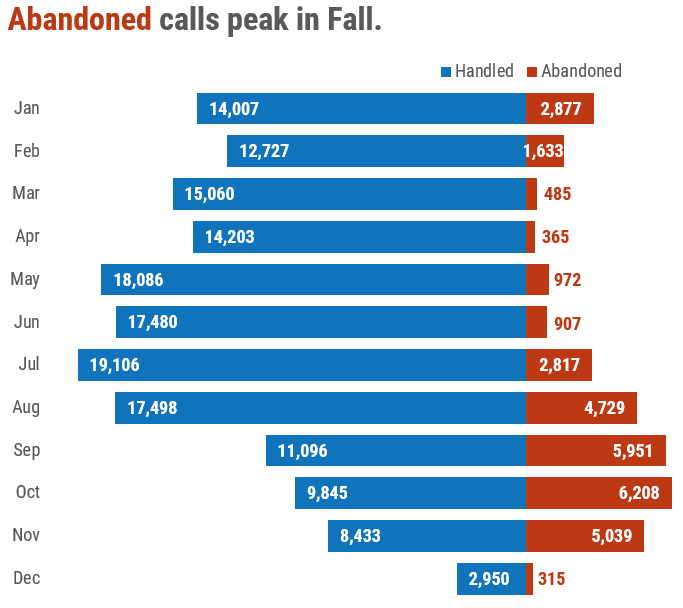 Abandoned calls peak in Fall.
Handled Abandoned
Jan 14,007 2,877
Feb 12,727 1,633
Mar 15,060 485
Apr 14,203 365
May 18,086 972
Jun 17,480 907
Jul 19,106 2,817
Aug 17,498 4,729
Sep 11,096 5,951
Oct 9,845 6,208
Nov 8,433 5,039
Dec 2,950 315